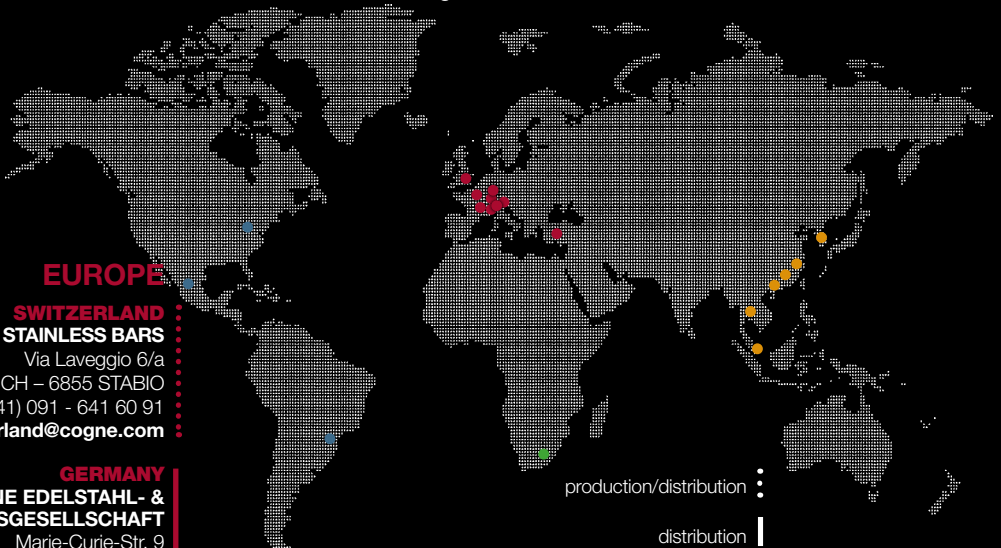 EUROPE
SWITZERLAND
STAINLESS BARS
Via Laveggio 6/a
CH – 6855 STABIO
41) 091 - 641 60 91
rland@cogne.com
GERMANY
NE EDELSTAHL- &
SGESELLSCHAFT
Marie-Curie-Str. 9
production/distribution
distribution